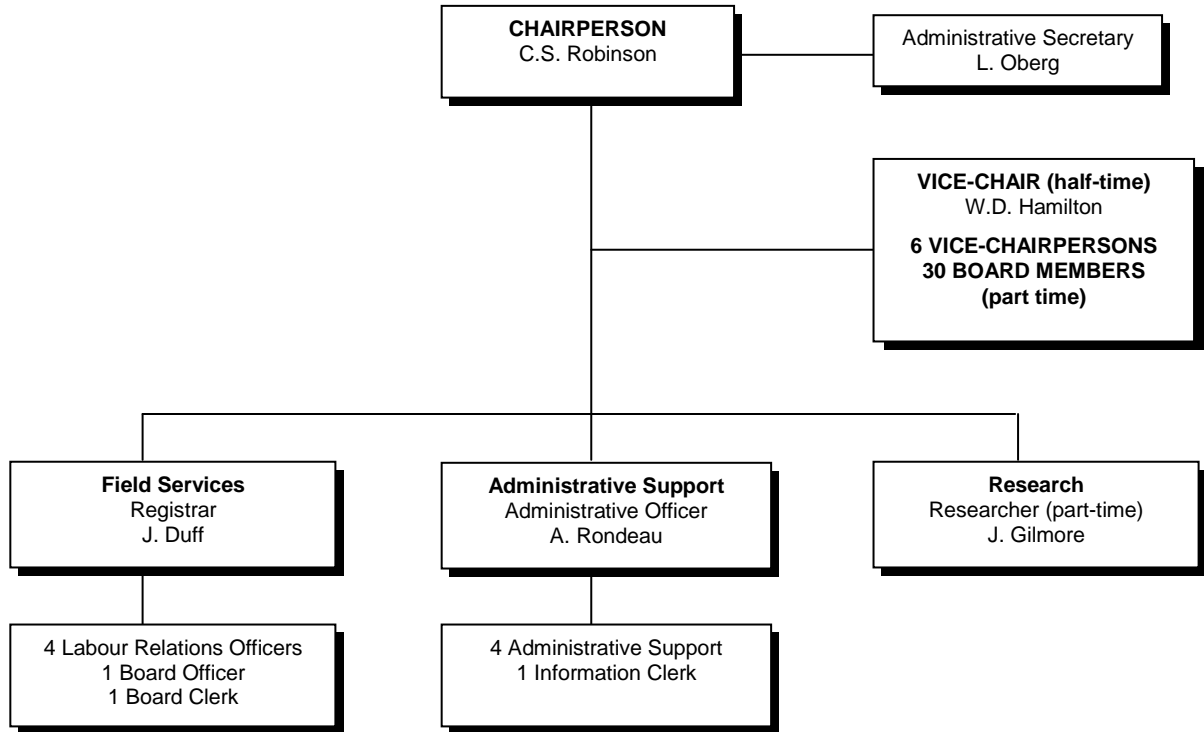 CHAIRPERSON
C.S. Robinson
Administrative Secretary
L. Oberg
VICE-CHAIR (half-time)
W.D. Hamilton
6 VICE-CHAIRPERSONS
30 BOARD MEMBERS
(part time)
Field Services
Registrar
J. Duff
Administrative Support
Administrative Officer
A. Rondeau
Research
Researcher (part-time)
J. Gilmore
4 Labour Relations Officers
1 Board Officer
1 Board Clerk
4 Administrative Support
1 Information Clerk